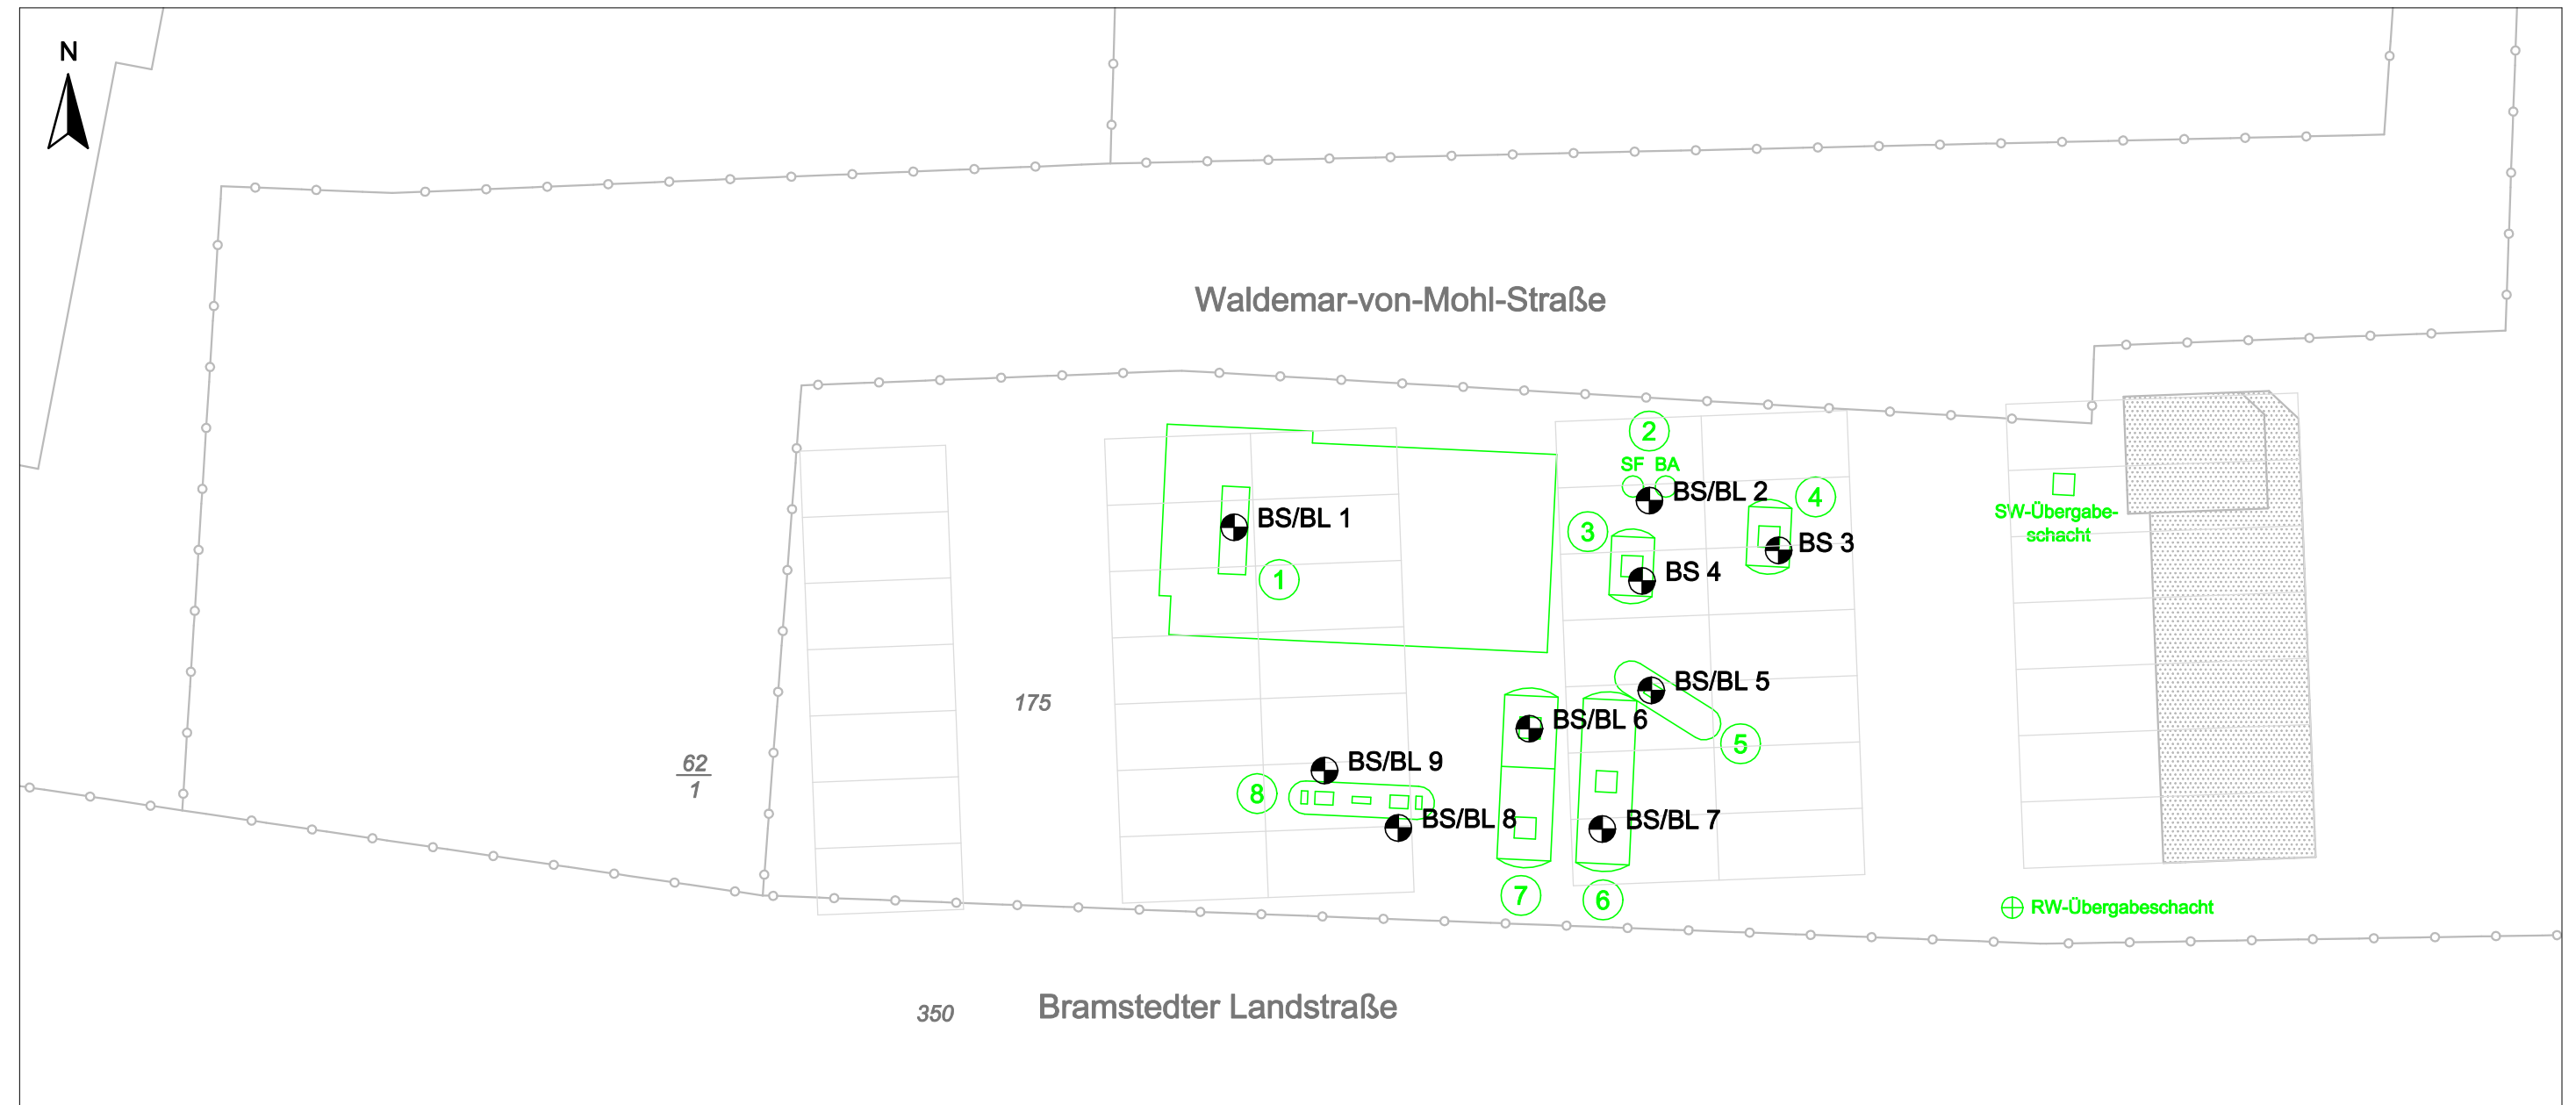 N
Waldemar-von-Mohl-Straße
2
SF BA
BS/BL 2
4
BS/BL 1
3
BS 3
SW-Übergabe-
schacht
BS 4
1
BS/BL 5
175
BS/BL 6
5
62
1
BS/BL 9
8
BS/BL 8
BS/BL 7
7
6
RW-Übergabeschacht
350
Bramstedter Landstraße